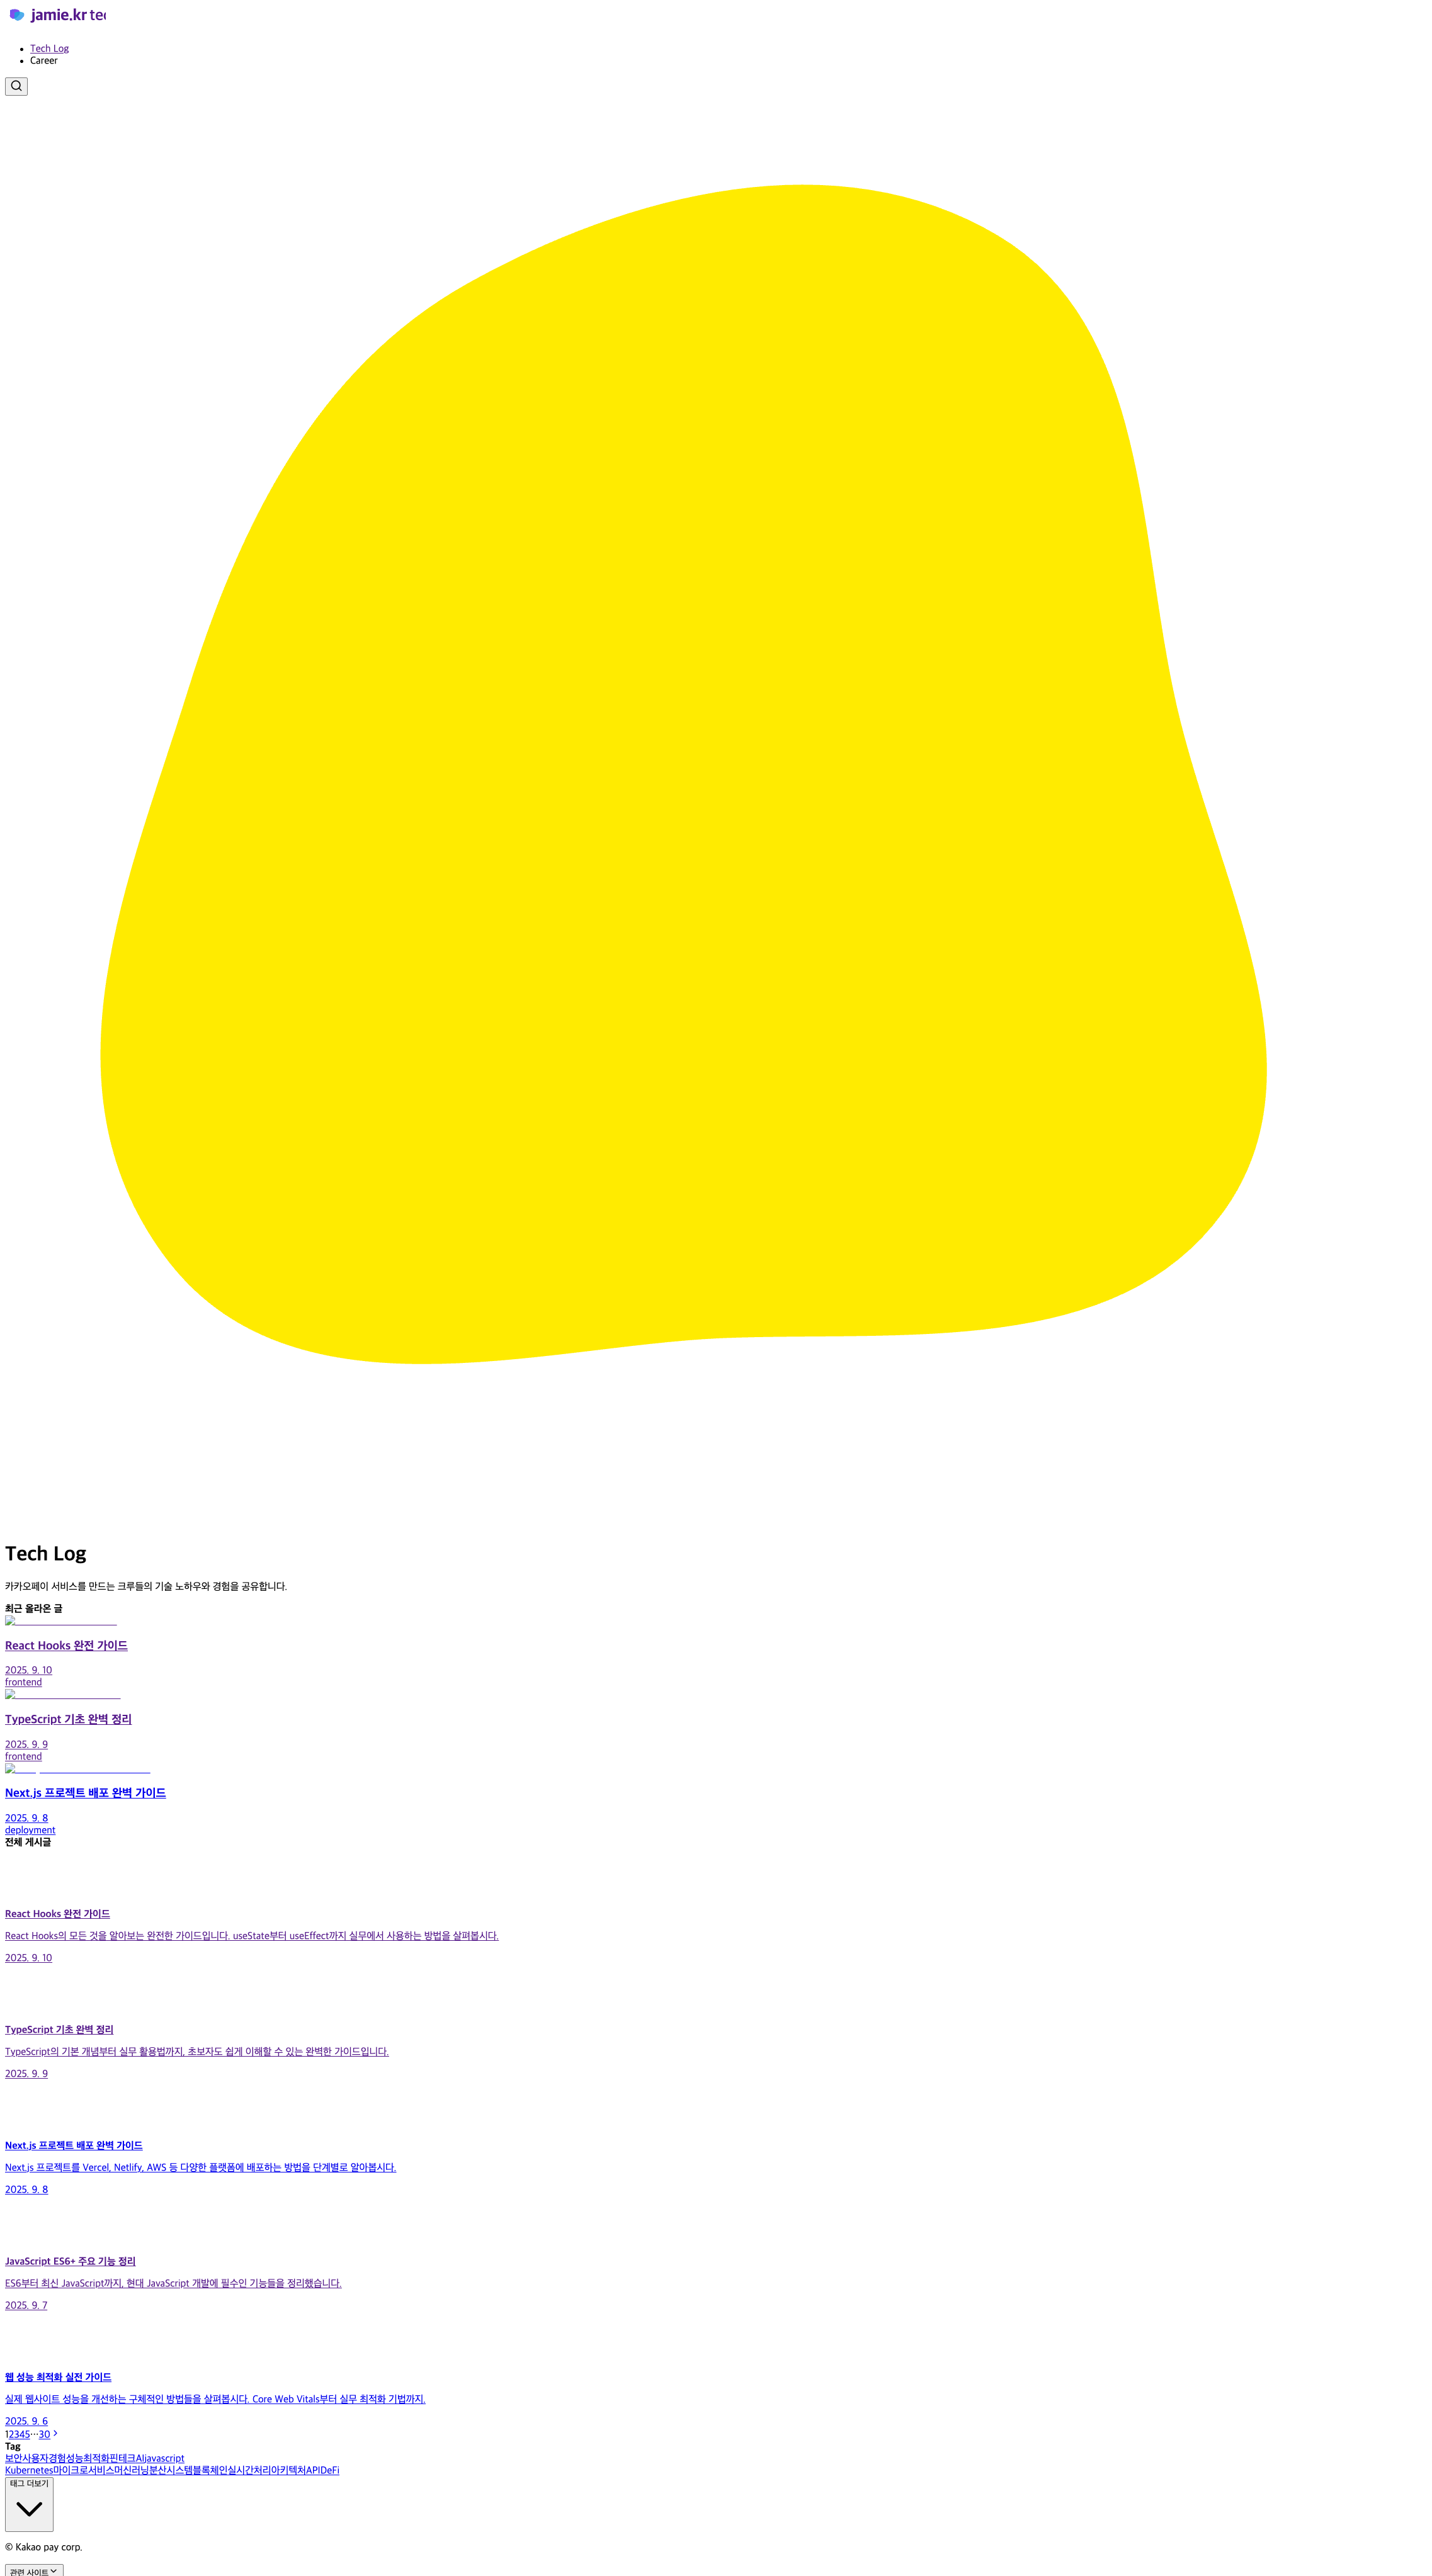 jamie.kr tec
Tech Log
Career
Tech Log
카카오페이 서비스를 만드는 크루들의 기술 노하우와 경험을 공유합니다.
최근 올라온 글
React Hooks 완전 가이드
2025. 9. 10
frontend
TypeScript 기초 완벽 정리
2025. 9. 9
frontend
Next.js 프로젝트 배포 완벽 가이드
2025. 9. 8
deployment
전체 게시글
React Hooks 완전 가이드
React Hooks의 모든 것을 알아보는 완전한 가이드입니다. useState부터 useEffect까지 실무에서 사용하는 방법을 살펴봅시다.
2025. 9. 10
TypeScript 기초 완벽 정리
TypeScript의 기본 개념부터 실무 활용법까지, 초보자도 쉽게 이해할 수 있는 완벽한 가이드입니다.
2025. 9. 9
Next.js 프로젝트 배포 완벽 가이드
Next.js 프로젝트를 Vercel, Netlify, AWS 등 다양한 플랫폼에 배포하는 방법을 단계별로 알아봅시다.
2025. 9. 8
JavaScript ES6+ 주요 기능 정리
ES6부터 최신 JavaScript까지, 현대 JavaScript 개발에 필수인 기능들을 정리했습니다.
2025. 9. 7
웹 성능 최적화 실전 가이드
실제 웹사이트 성능을 개선하는 구체적인 방법들을 살펴봅시다. Core Web Vitals부터 실무 최적화 기법까지.
2025. 9. 6
12345···30
Tag
보안사용자경험성능최적화핀테크AIjavascript
Kubernetes마이크로서비스머신러닝분산시스템블록체인실시간처리아키텍처APIDeFi
태그 더보기
© Kakao pay corp.
관련 사이트